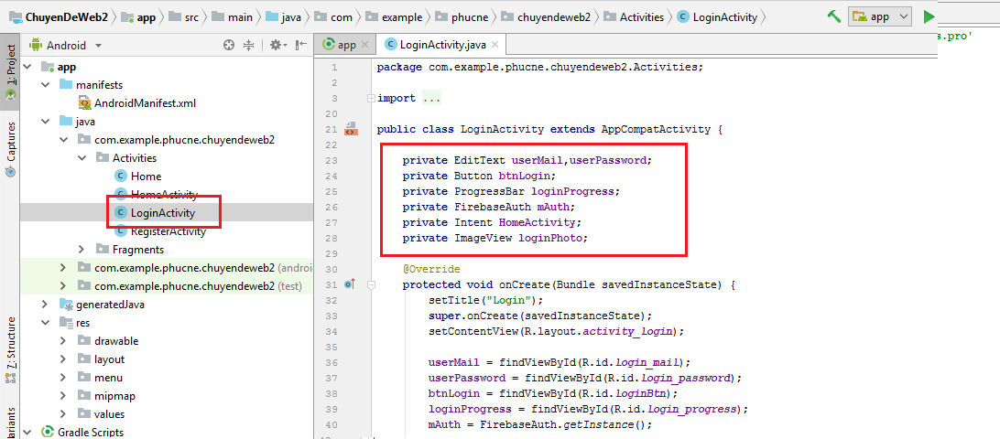 ChuyenDeWeb2 app src main java com example phucne chuyendeweb2 Activities LoginActivity app
s.pro'
1: Project
Captures
7: Structure
ariants
Android
app
manifests
AndroidManifest.xml
java
com.example.phucne.chuyendeweb2
Activities
Home
HomeActivity
LoginActivity
RegisterActivity
Fragments
com.example.phucne.chuyendeweb2 (androi
com.example.phucne.chuyendeweb2 (test)
generatedJava
res
drawable
layout
menu
mipmap
values
Gradle Scripts
app LoginActivity.java
1 package com.example.phucne.chuyendeweb2.Activities;
2
3 import ...
20
21 public class LoginActivity extends AppCompatActivity {
22
23 private EditText userMail,userPassword;
24 private Button btnLogin;
25 private ProgressBar loginProgress;
26 private FirebaseAuth mAuth;
27 private Intent HomeActivity;
28 private ImageView loginPhoto;
29
30 @Override
31 protected void onCreate(Bundle savedInstanceState) {
32 setTitle("Login");
33 super.onCreate(savedInstanceState);
34 setContentView(R.layout.activity_login);
35
36 userMail = findViewById(R.id.login_mail);
37 userPassword = findViewById(R.id.login_password);
38 btnLogin = findViewById(R.id.loginBtn);
39 loginProgress = findViewById(R.id.login_progress);
40 mAuth = FirebaseAuth.getInstance();